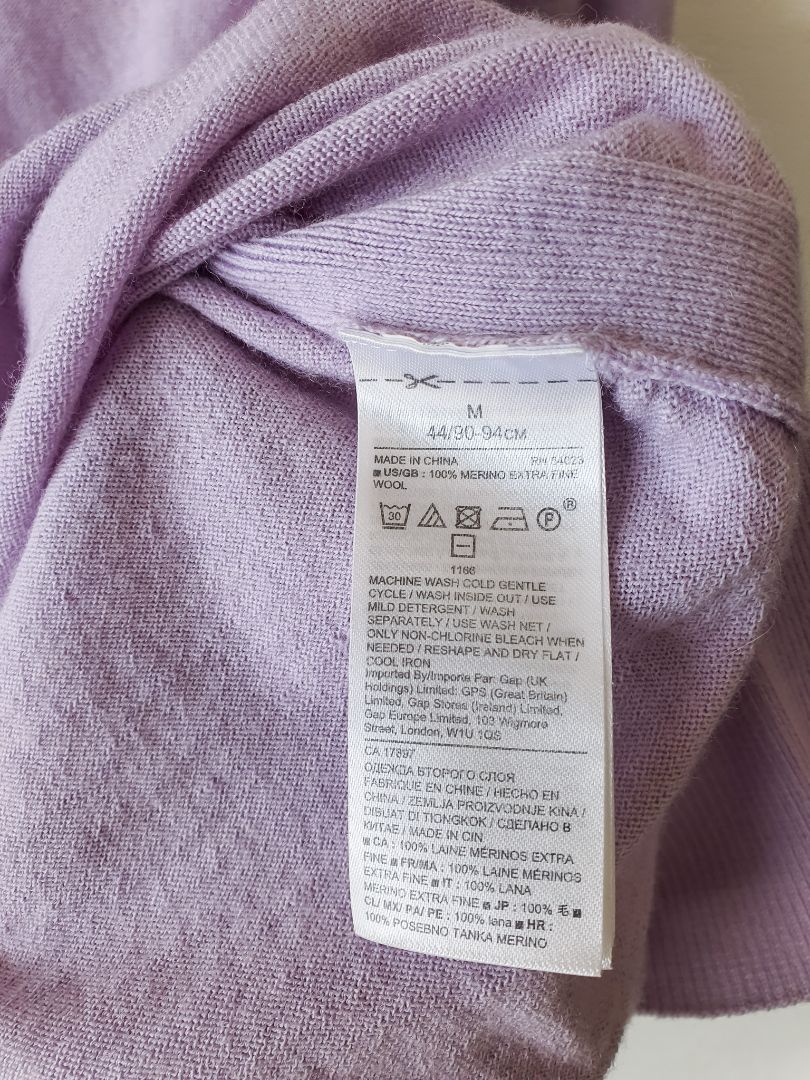 M
44/90-94см
MADE IN CHINA RN 54023
US/GB : 100% MERINO EXTRA FINE
WOOL
30 P ®
1166
MACHINE WASH COLD GENTLE
CYCLE / WASH INSIDE OUT / USE
MILD DETERGENT / WASH
SEPARATELY / USE WASH NET /
ONLY NON-CHLORINE BLEACH WHEN
NEEDED / RESHAPE AND DRY FLAT /
COOL IRON
Imported By/Importe Par: Gap (UK
Holdings) Limited: GPS (Great Britain)
Limited, Gap Stores (Ireland) Limited,
Gap Europe Limited, 103 Wigmore
Street, London, W1U 1QS
CA 17897
ОДЕЖДА ВТОРОГО СЛОЯ
FABRIQUE EN CHINE / HECHO EN
CHINA / ZEMLJA PROIZVODNJE KINA /
DIBUAT DI TIONGKOK / СДЕЛАНО В
КИТАЕ / MADE IN CIN
CA : 100% LAINE MÉRINOS EXTRA
FINE FR/MA : 100% LAINE MÉRINOS
EXTRA FINE IT : 100% LANA
MERINO EXTRA FINE JP : 100% 毛
CL/ MX/ PA/ PE : 100% lana HR :
100% POSEBNO TANKA MERINO